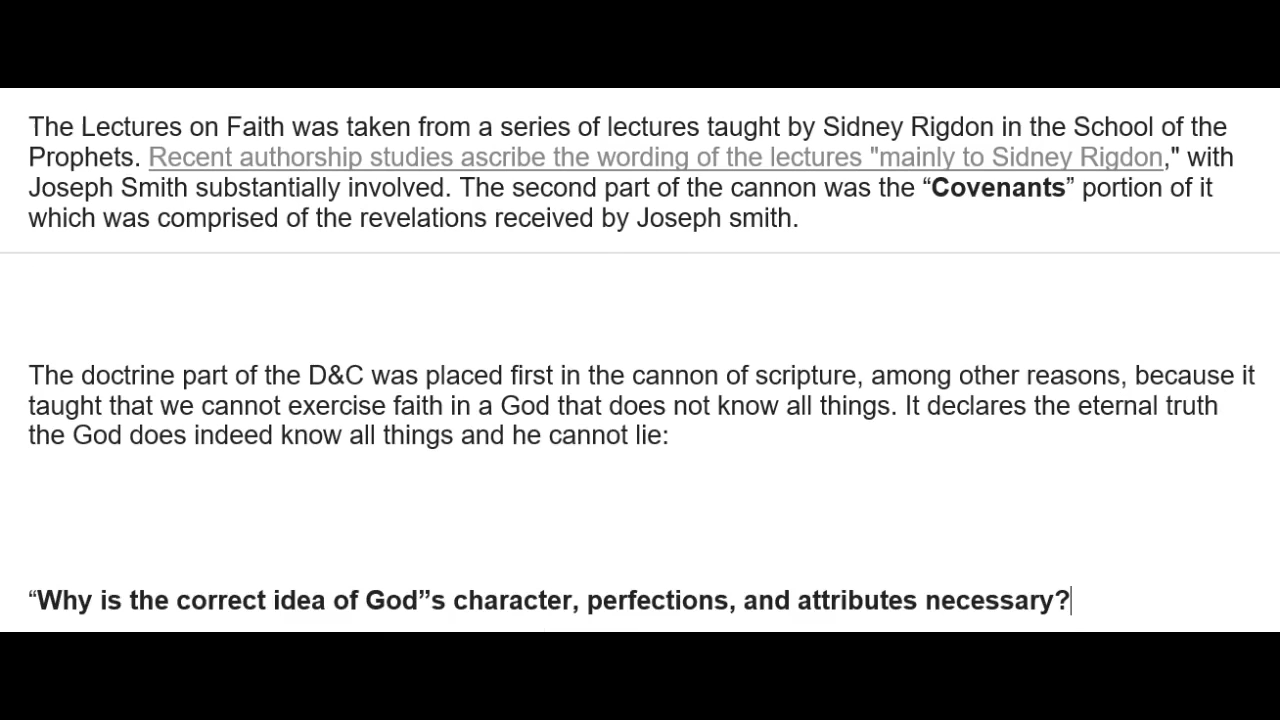 The Lectures on Faith was taken from a series of lectures taught by Sidney Rigdon in the School of the
Prophets. Recent authorship studies ascribe the wording of the lectures "mainly to Sidney Rigdon," with
Joseph Smith substantially involved. The second part of the cannon was the “Covenants” portion of it
which was comprised of the revelations received by Joseph smith.
The doctrine part of the D&C was placed first in the cannon of scripture, among other reasons, because it
taught that we cannot exercise faith in a God that does not know all things. It declares the eternal truth
the God does indeed know all things and he cannot lie:
“Why is the correct idea of God”s character, perfections, and attributes necessary?